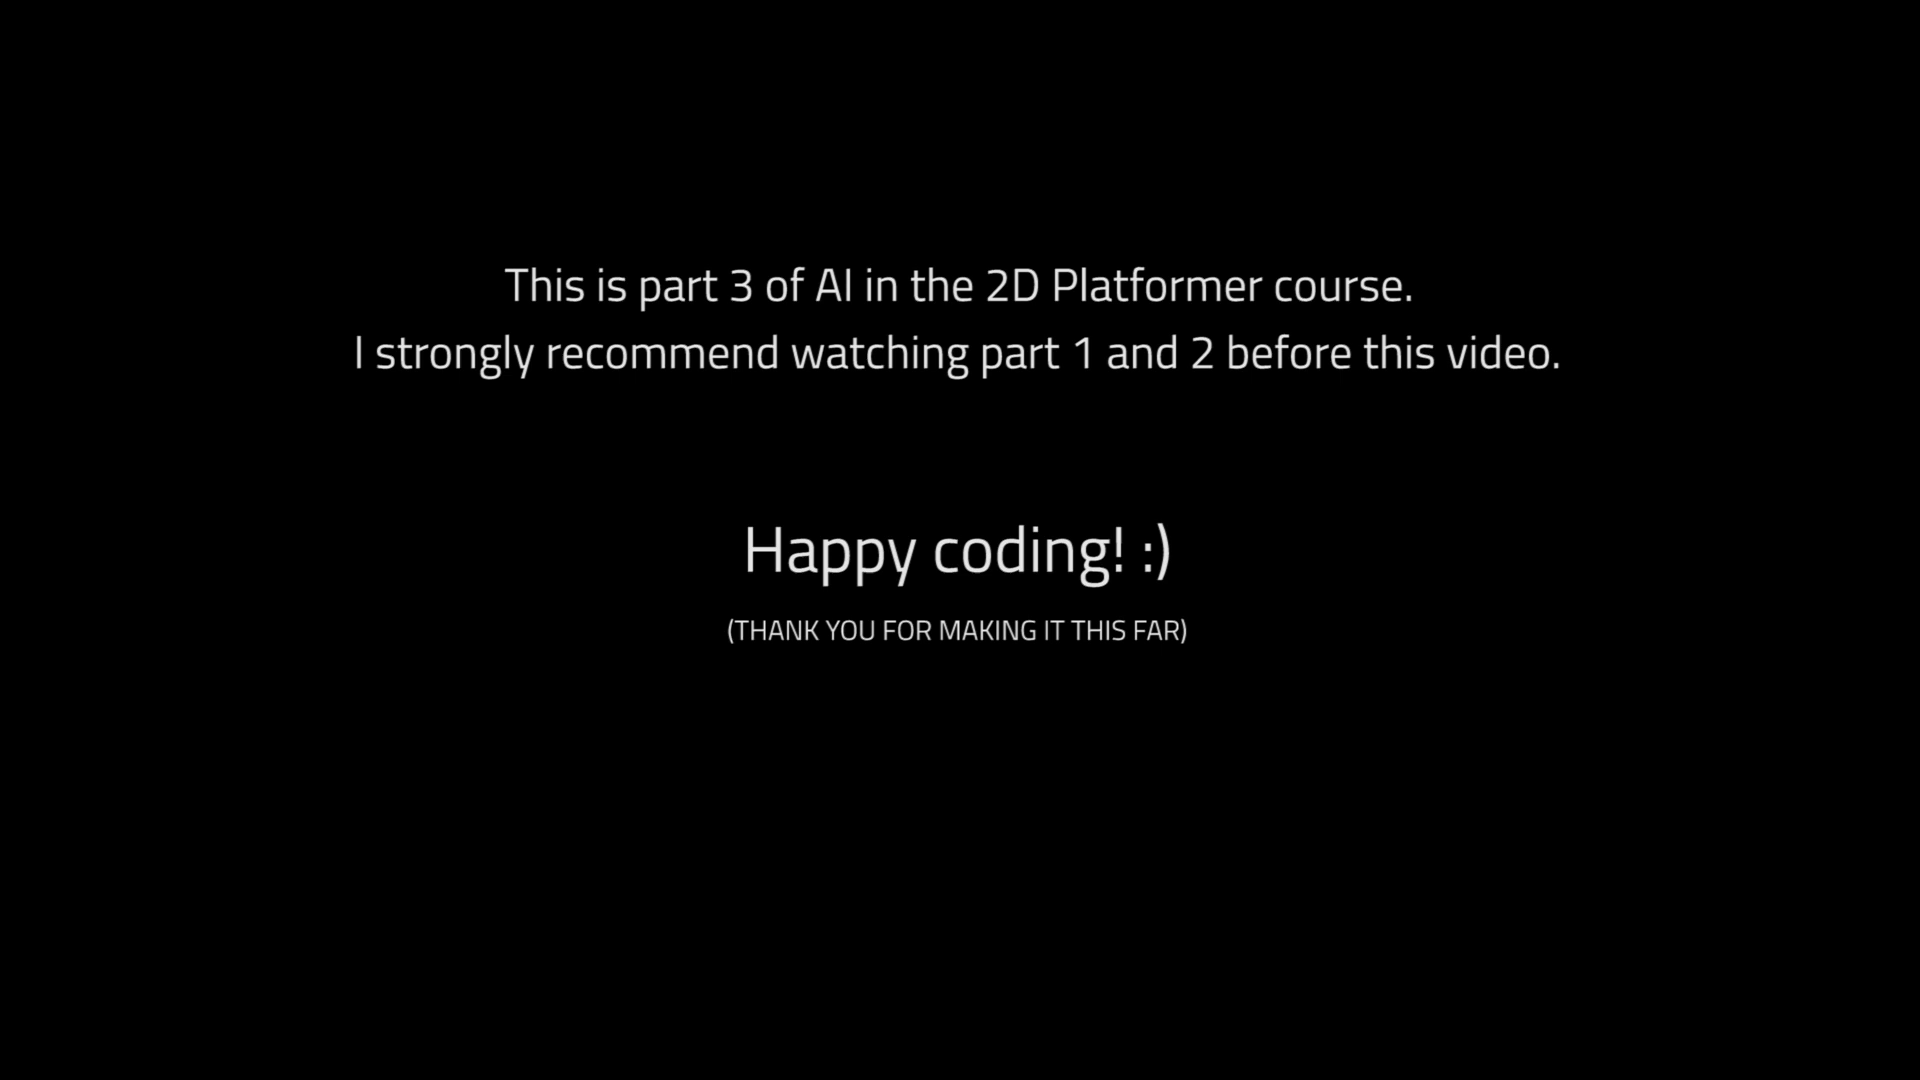 This is part 3 of AI in the 2D Platformer course.
I strongly recommend watching part 1 and 2 before this video.
Happy coding! :)
(THANK YOU FOR MAKING IT THIS FAR)